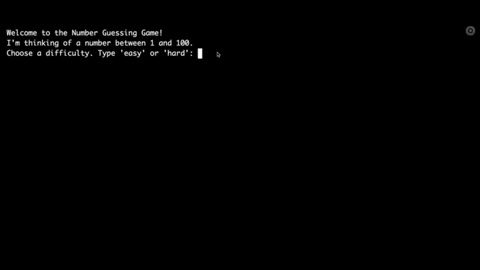 Welcome to the Number Guessing Game!
I'm thinking of a number between 1 and 100.
Choose a difficulty. Type 'easy' or 'hard':